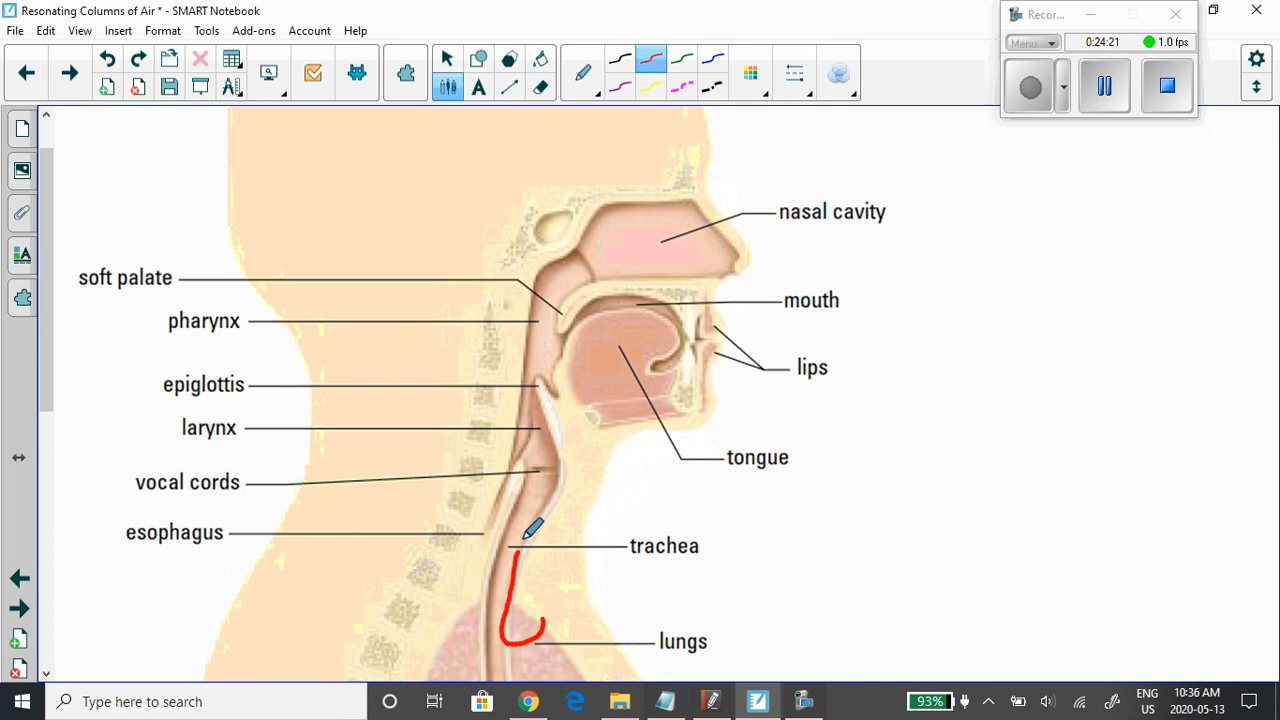 Resonating Columns of Air * - SMART Notebook
File Edit View Insert Format Tools Add-ons Account Help
Recor...
Menu 0:24:21 1.0 fps
nasal cavity
soft palate
mouth
pharynx
lips
epiglottis
larynx
tongue
vocal cords
esophagus
trachea
lungs
Type here to search
93%
ENG
US
10:36 AM
2020-05-13